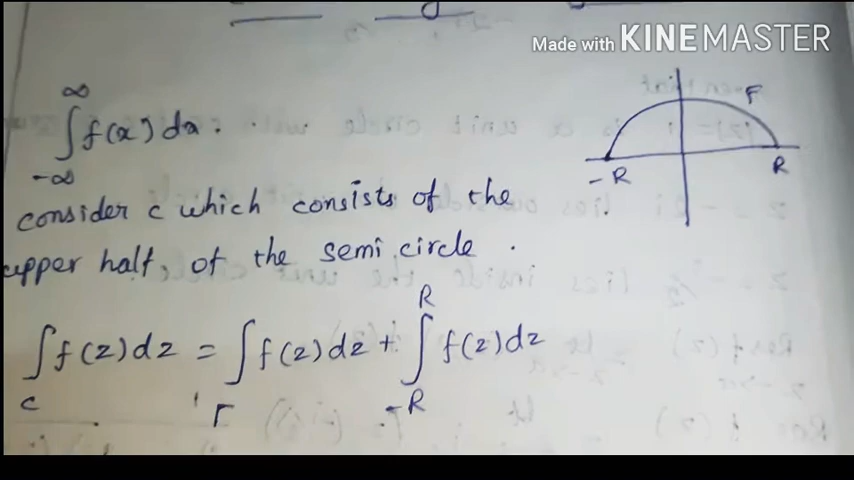 Made with KINEMASTER
∞
∫ f(x) dx.
-∞
F
-R
R
consider c which consists of the
upper half, of the semi circle.
∫ f(z) dz = ∫ f(z) dz + ∫ f(z) dz
R
c
Γ
-R